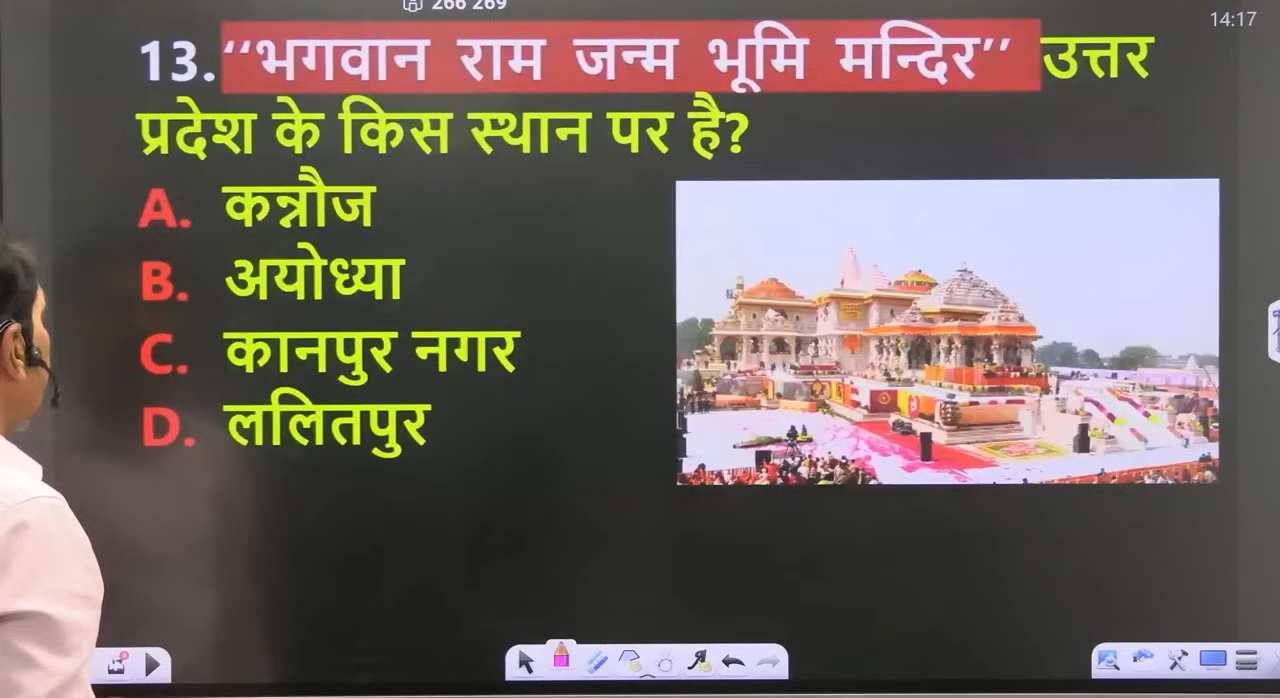 266 269
14:17
13.‘‘भगवान राम जन्म भूमि मन्दिर’’ उत्तर
प्रदेश के किस स्थान पर है?
A. कन्नौज
B. अयोध्या
C. कानपुर नगर
D. ललितपुर